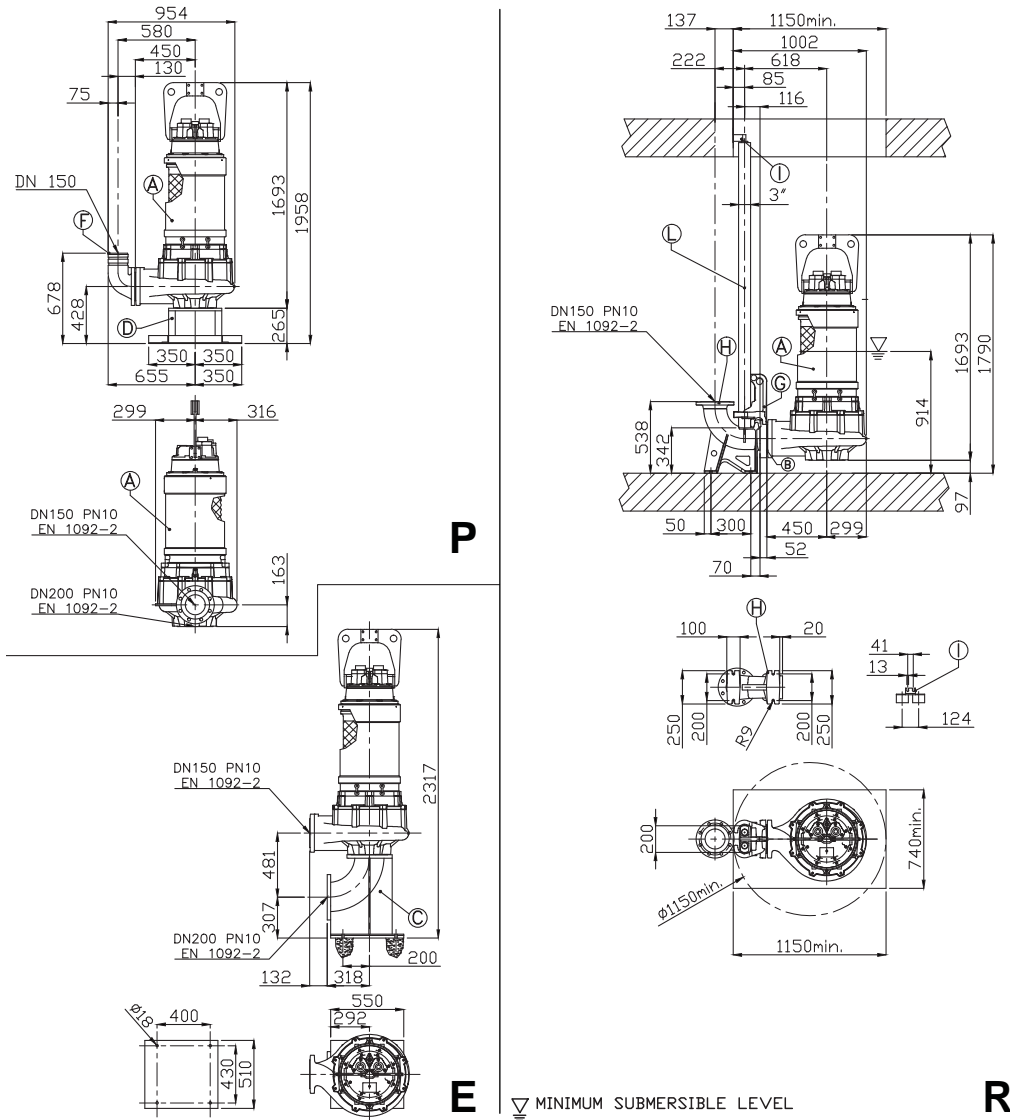 954
580
450
130
75
DN 150
F
A
1693
1958
678
428
D
265
350
350
655
350
299
316
A
DN150 PN10
EN 1092-2
DN200 PN10
EN 1092-2
163
P
DN150 PN10
EN 1092-2
2317
481
307
C
DN200 PN10
EN 1092-2
200
132
318
550
292
Ø18
400
430
510
E
137
1150min.
1002
222
618
85
116
I
3"
L
DN150 PN10
EN 1092-2
H
A
G
B
1693
1790
914
538
342
97
50
300
450
299
52
70
H
100
20
250
200
R9
200
250
41
13
I
124
200
740min.
Ø1150min.
1150min.
MINIMUM SUBMERSIBLE LEVEL
R